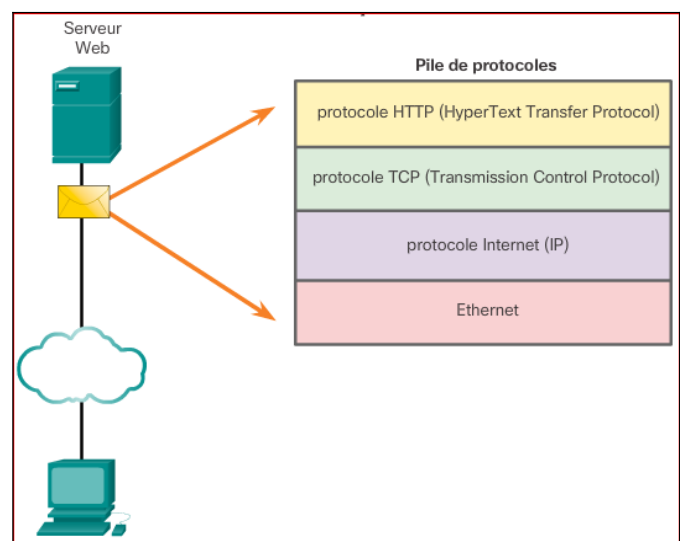 Serveur
Web
Pile de protocoles
protocole HTTP (HyperText Transfer Protocol)
protocole TCP (Transmission Control Protocol)
protocole Internet (IP)
Ethernet